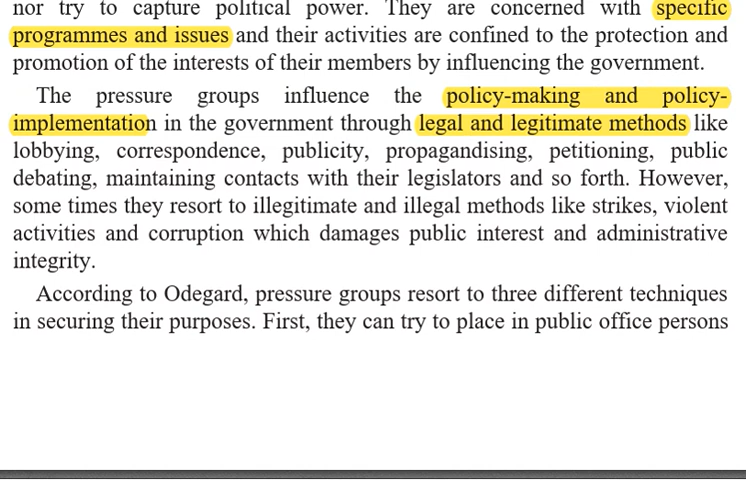 nor try to capture political power. They are concerned with specific
programmes and issues and their activities are confined to the protection and
promotion of the interests of their members by influencing the government.
The pressure groups influence the policy-making and policy-
implementation in the government through legal and legitimate methods like
lobbying, correspondence, publicity, propagandising, petitioning, public
debating, maintaining contacts with their legislators and so forth. However,
some times they resort to illegitimate and illegal methods like strikes, violent
activities and corruption which damages public interest and administrative
integrity.
According to Odegard, pressure groups resort to three different techniques
in securing their purposes. First, they can try to place in public office persons